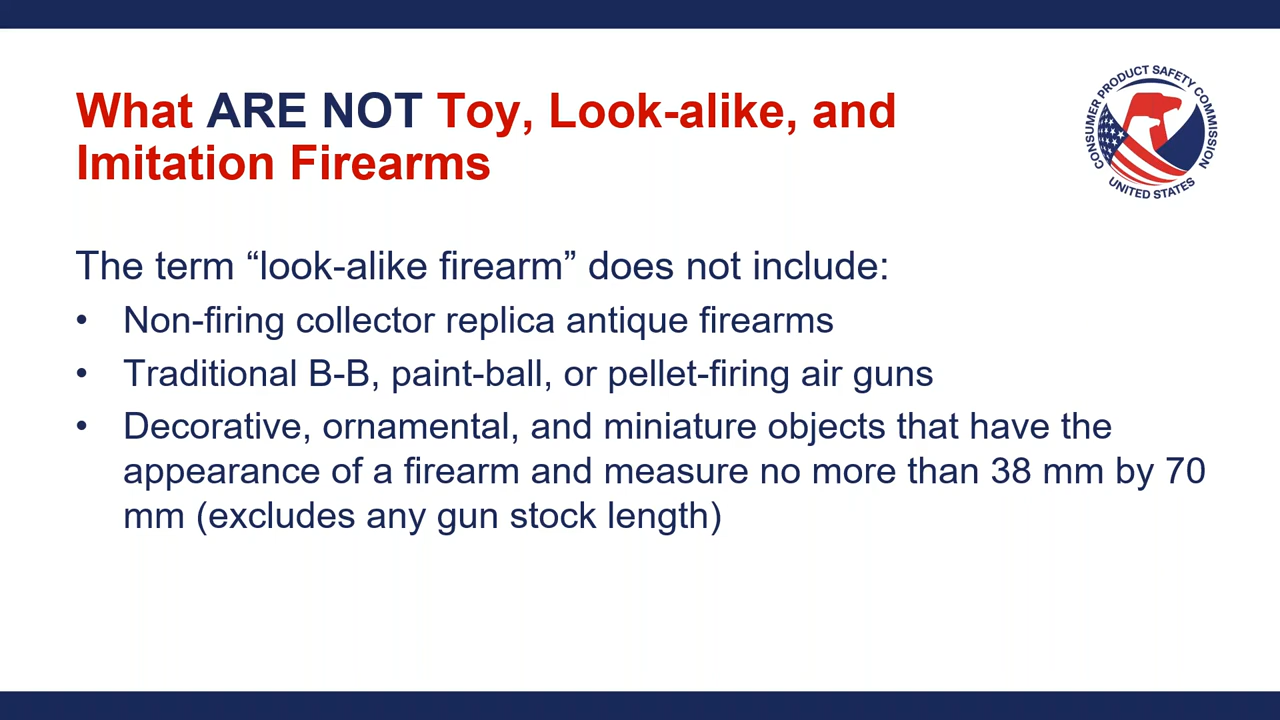 What ARE NOT Toy, Look-alike, and
Imitation Firearms
CONSUMER PRODUCT SAFETY COMMISSION
UNITED STATES
The term “look-alike firearm” does not include:
• Non-firing collector replica antique firearms
• Traditional B-B, paint-ball, or pellet-firing air guns
• Decorative, ornamental, and miniature objects that have the
appearance of a firearm and measure no more than 38 mm by 70
mm (excludes any gun stock length)